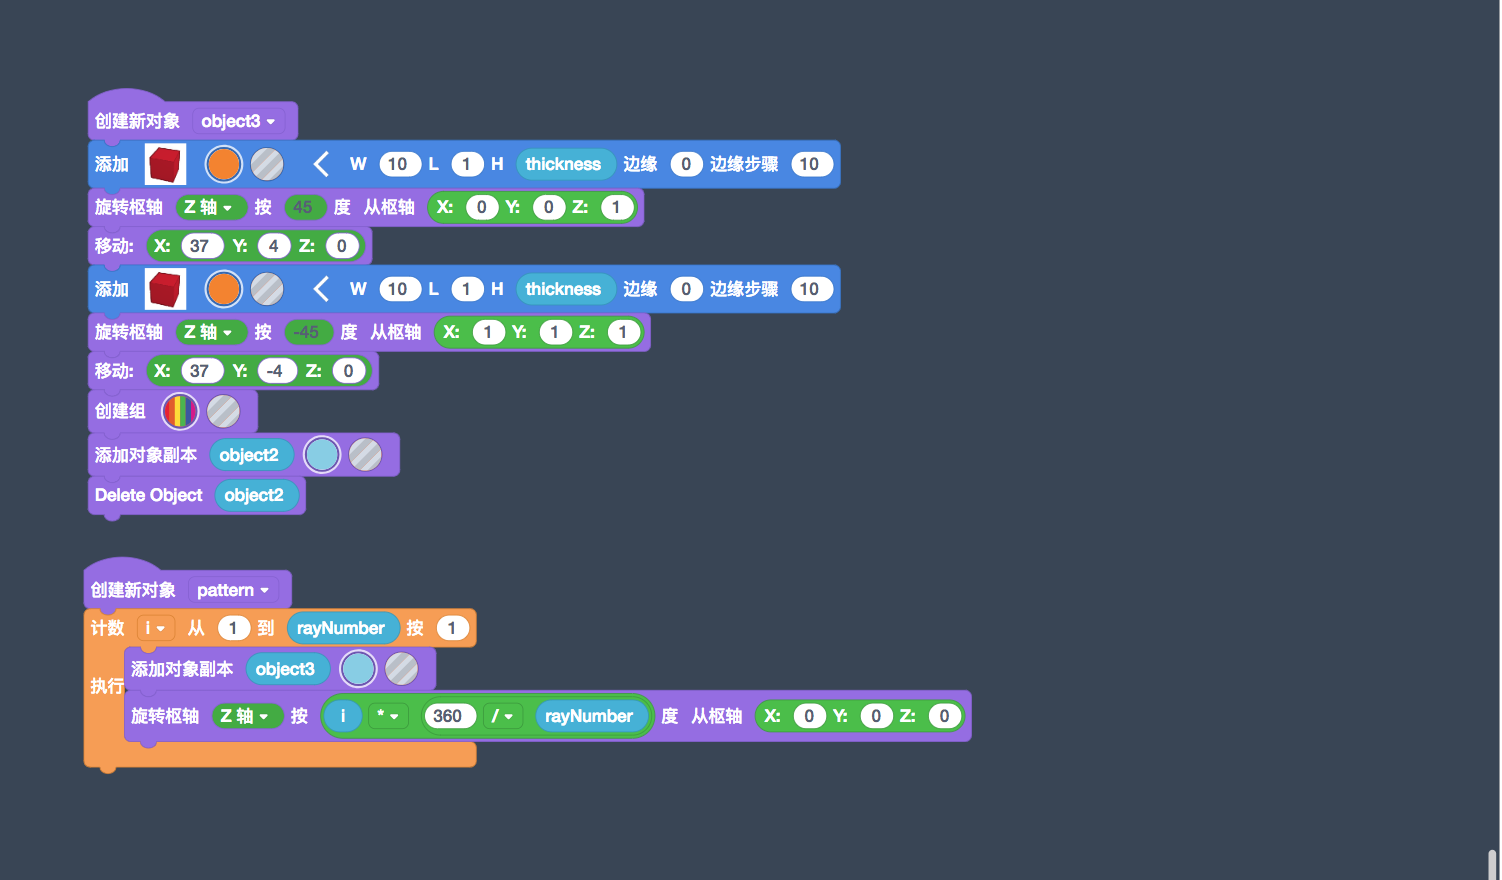 创建新对象 object3
添加 W 10 L 1 H thickness 边缘 0 边缘步骤 10
旋转枢轴 Z 轴 按 45 度 从枢轴 X: 0 Y: 0 Z: 1
移动: X: 37 Y: 4 Z: 0
添加 W 10 L 1 H thickness 边缘 0 边缘步骤 10
旋转枢轴 Z 轴 按 -45 度 从枢轴 X: 1 Y: 1 Z: 1
移动: X: 37 Y: -4 Z: 0
创建组
添加对象副本 object2
Delete Object object2
创建新对象 pattern
计数 i 从 1 到 rayNumber 按 1
添加对象副本 object3
执行
旋转枢轴 Z 轴 按 i * 360 / rayNumber 度 从枢轴 X: 0 Y: 0 Z: 0